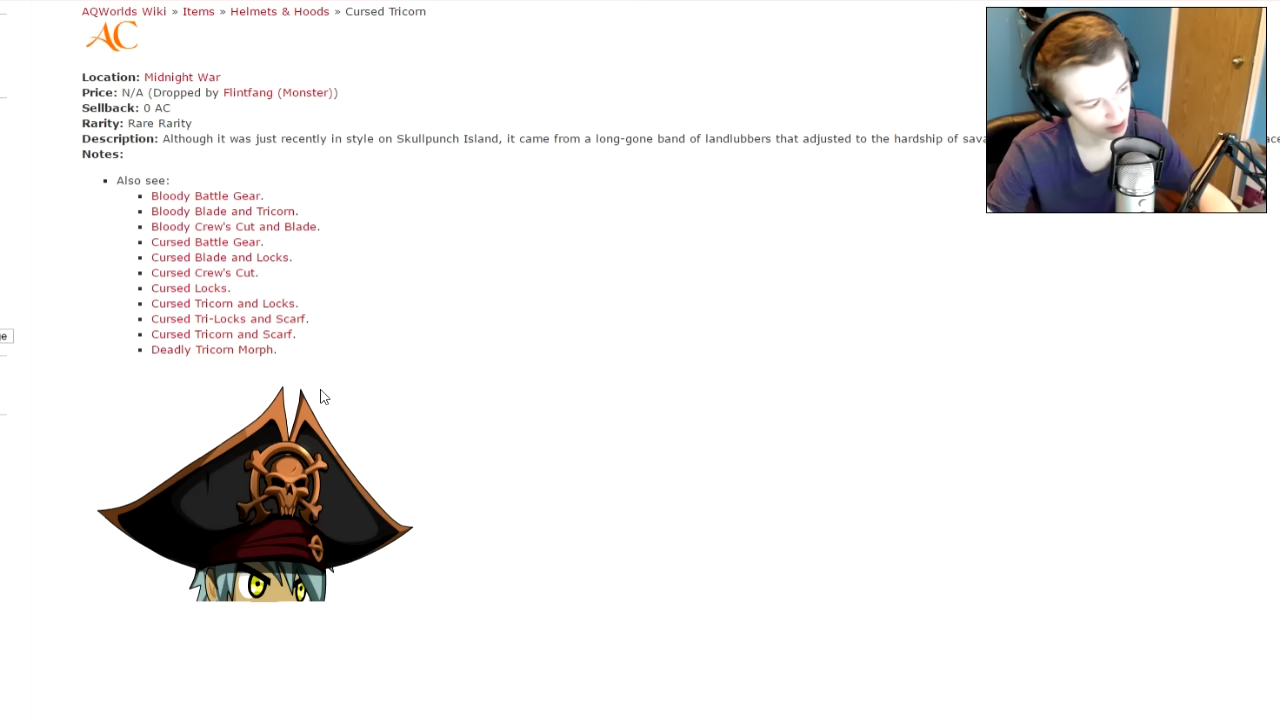 AQWorlds Wiki » Items » Helmets & Hoods » Cursed Tricorn
AC
Location: Midnight War
Price: N/A (Dropped by Flintfang (Monster))
Sellback: 0 AC
Rarity: Rare Rarity
Description: Although it was just recently in style on Skullpunch Island, it came from a long-gone band of landlubbers that adjusted to the hardship of
Notes:
Also see:
Bloody Battle Gear.
Bloody Blade and Tricorn.
Bloody Crew's Cut and Blade.
Cursed Battle Gear.
Cursed Blade and Locks.
Cursed Crew's Cut.
Cursed Locks.
Cursed Tricorn and Locks.
Cursed Tri-Locks and Scarf.
Cursed Tricorn and Scarf.
Deadly Tricorn Morph.